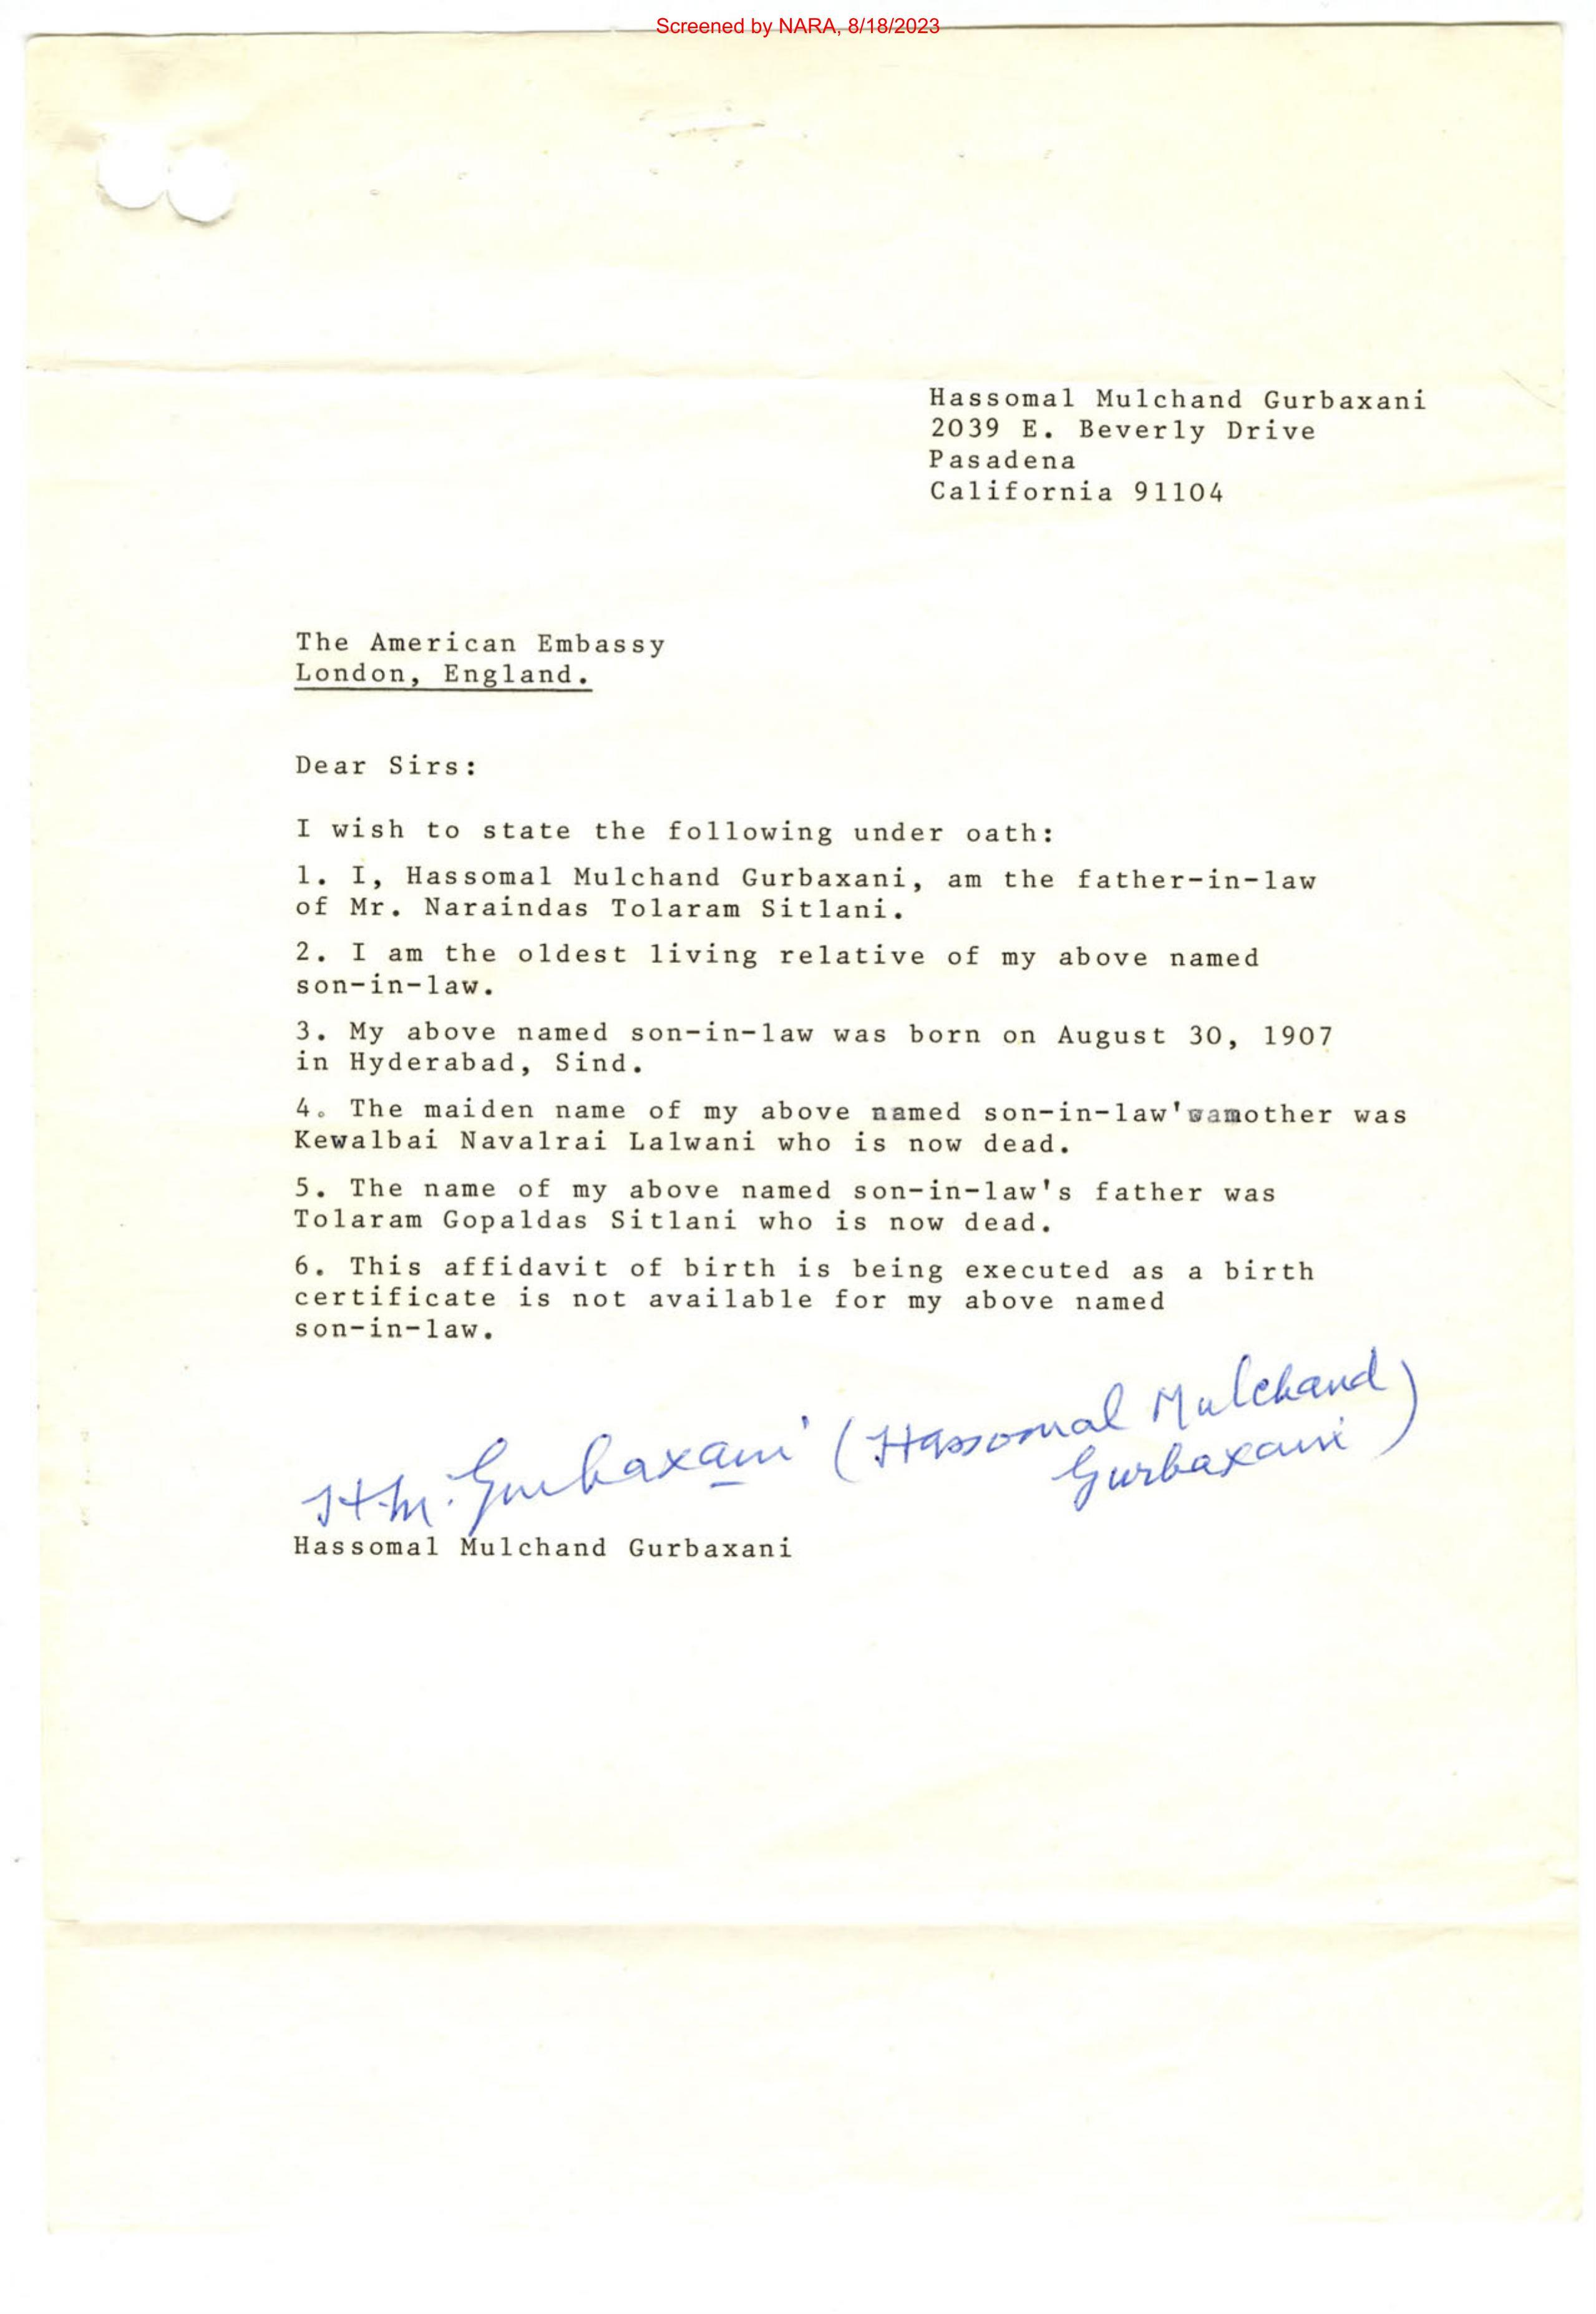 Screened by NARA, 8/18/2023
Hassomal Mulchand Gurbaxani
2039 E. Beverly Drive
Pasadena
California 91104
The American Embassy
London, England.
Dear Sirs:
I wish to state the following under oath:
1. I, Hassomal Mulchand Gurbaxani, am the father-in-law
of Mr. Naraindas Tolaram Sitlani.
2. I am the oldest living relative of my above named
son-in-law.
3. My above named son-in-law was born on August 30, 1907
in Hyderabad, Sind.
4. The maiden name of my above named son-in-law's mother was
Kewalbai Navalrai Lalwani who is now dead.
5. The name of my above named son-in-law's father was
Tolaram Gopaldas Sitlani who is now dead.
6. This affidavit of birth is being executed as a birth
certificate is not available for my above named
son-in-law.
H.M. Gurbaxani (Hassomal Mulchand
Gurbaxani)
Hassomal Mulchand Gurbaxani